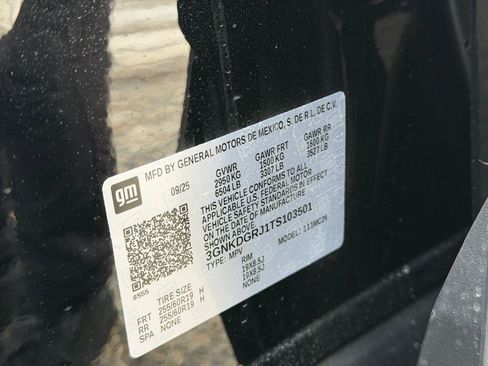 gm
MFD BY GENERAL MOTORS DE MEXICO, S. DE R.L. DE C.V.
09/25 GVWR GAWR FRT GAWR RR
2950 KG 1500 KG 1600 KG
6504 LB 3307 LB 3527 LB
THIS VEHICLE CONFORMS TO ALL
APPLICABLE U.S. FEDERAL MOTOR
VEHICLE SAFETY STANDARDS IN
EFFECT ON THE DATE OF MANUFACTURE
SHOWN ABOVE.
3GNKDGRJ1TS103501
TYPE: MPV MODEL: 111MC26
8555
TIRE SIZE RIM
FRT 255/60R19 H 19X8.5J
RR 255/60R19 H 19X8.5J
SPA NONE NONE